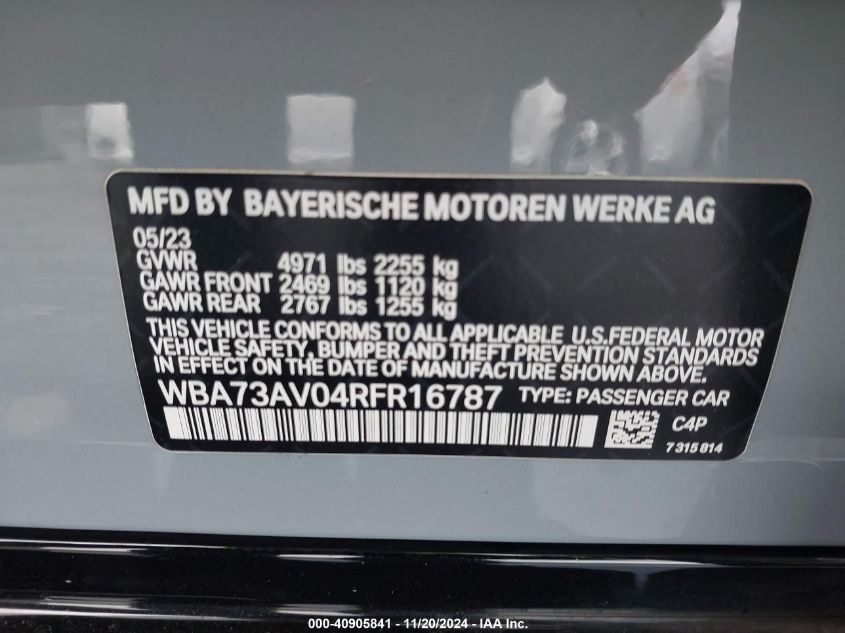 MFD BY BAYERISCHE MOTOREN WERKE AG
05/23
GVWR 4971 lbs 2255 kg
GAWR FRONT 2469 lbs 1120 kg
GAWR REAR 2767 lbs 1255 kg
THIS VEHICLE CONFORMS TO ALL APPLICABLE U.S.FEDERAL MOTOR
VEHICLE SAFETY, BUMPER AND THEFT PREVENTION STANDARDS
IN EFFECT ON THE DATE OF MANUFACTURE SHOWN ABOVE.
WBA73AV04RFR16787 TYPE: PASSENGER CAR
C4P
7315814
000-40905841 - 11/20/2024 - IAA Inc.